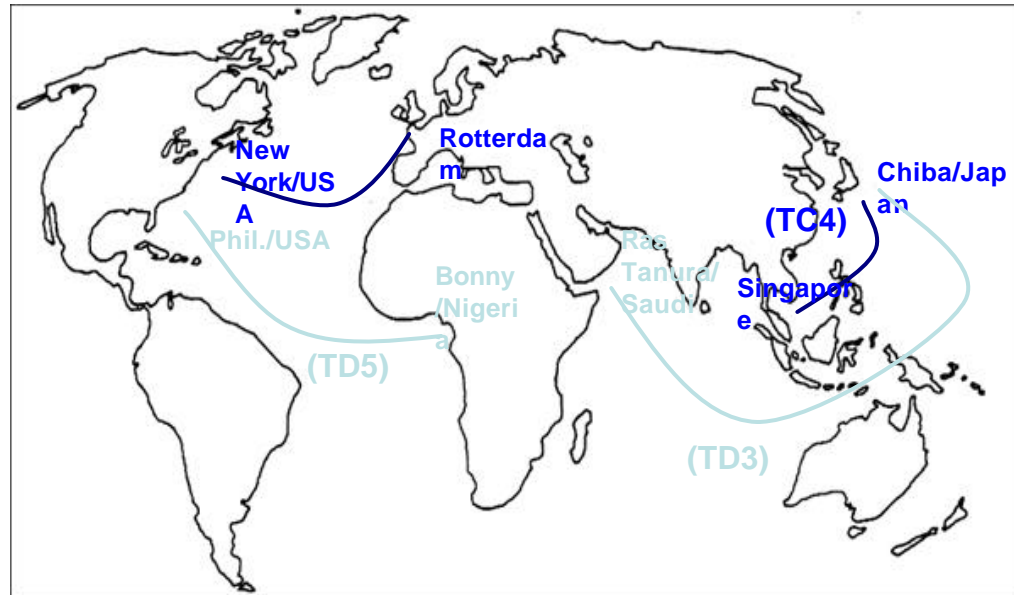 New
York/US
A
Rotterda
m
Chiba/Jap
an
(TC4)
Phil./USA
Ras
Tanura/
Saudi
Bonny
/Nigeri
a
Singapor
e
(TD5)
(TD3)